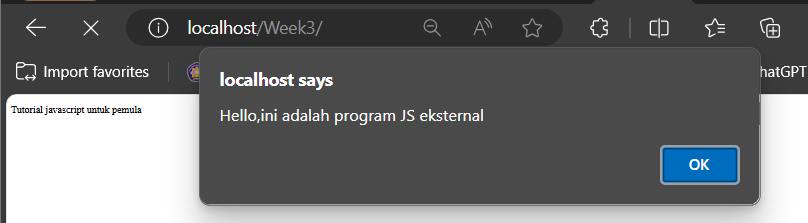 localhost/Week3/
Import favorites
hatGPT
localhost says
Hello,ini adalah program JS eksternal
OK
Tutorial javascript untuk pemula